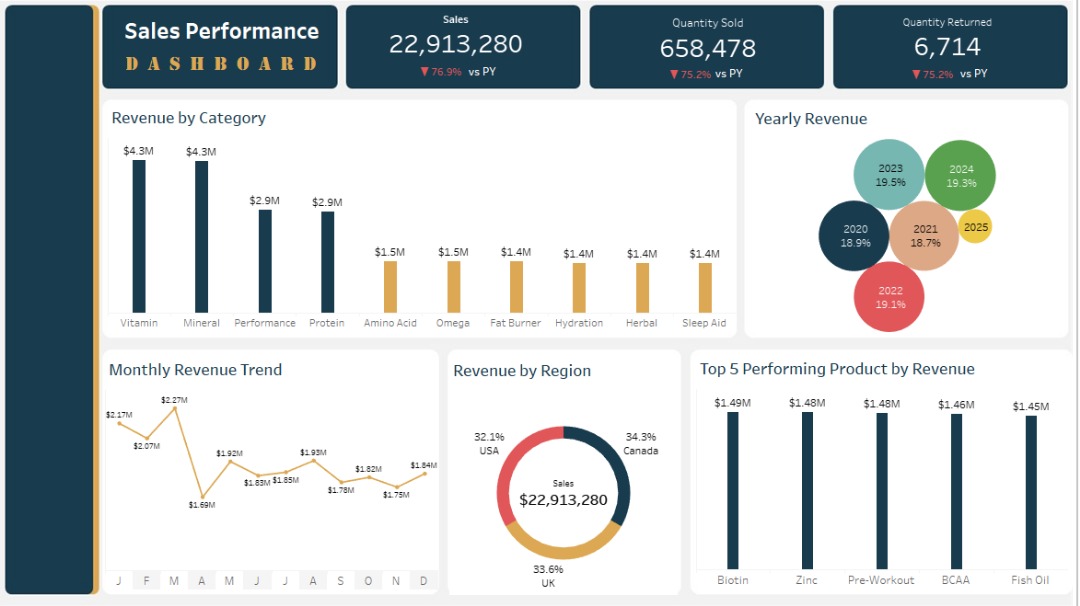 Sales Performance
DASHBOARD
Sales
22,913,280
▼76.9% vs PY
Quantity Sold
658,478
▼75.2% vs PY
Quantity Returned
6,714
▼75.2% vs PY
Revenue by Category
$4.3M
$4.3M
$2.9M
$2.9M
$1.5M
$1.5M
$1.4M
$1.4M
$1.4M
$1.4M
Vitamin
Mineral
Performance
Protein
Amino Acid
Omega
Fat Burner
Hydration
Herbal
Sleep Aid
Yearly Revenue
2023
19.5%
2024
19.3%
2020
18.9%
2021
18.7%
2025
2022
19.1%
Monthly Revenue Trend
$2.17M
$2.07M
$2.27M
$1.69M
$1.92M
$1.83M
$1.85M
$1.93M
$1.78M
$1.82M
$1.75M
$1.84M
J F M A M J J A S O N D
Revenue by Region
32.1%
USA
34.3%
Canada
Sales
$22,913,280
33.6%
UK
Top 5 Performing Product by Revenue
$1.49M
$1.48M
$1.48M
$1.46M
$1.45M
Biotin
Zinc
Pre-Workout
BCAA
Fish Oil